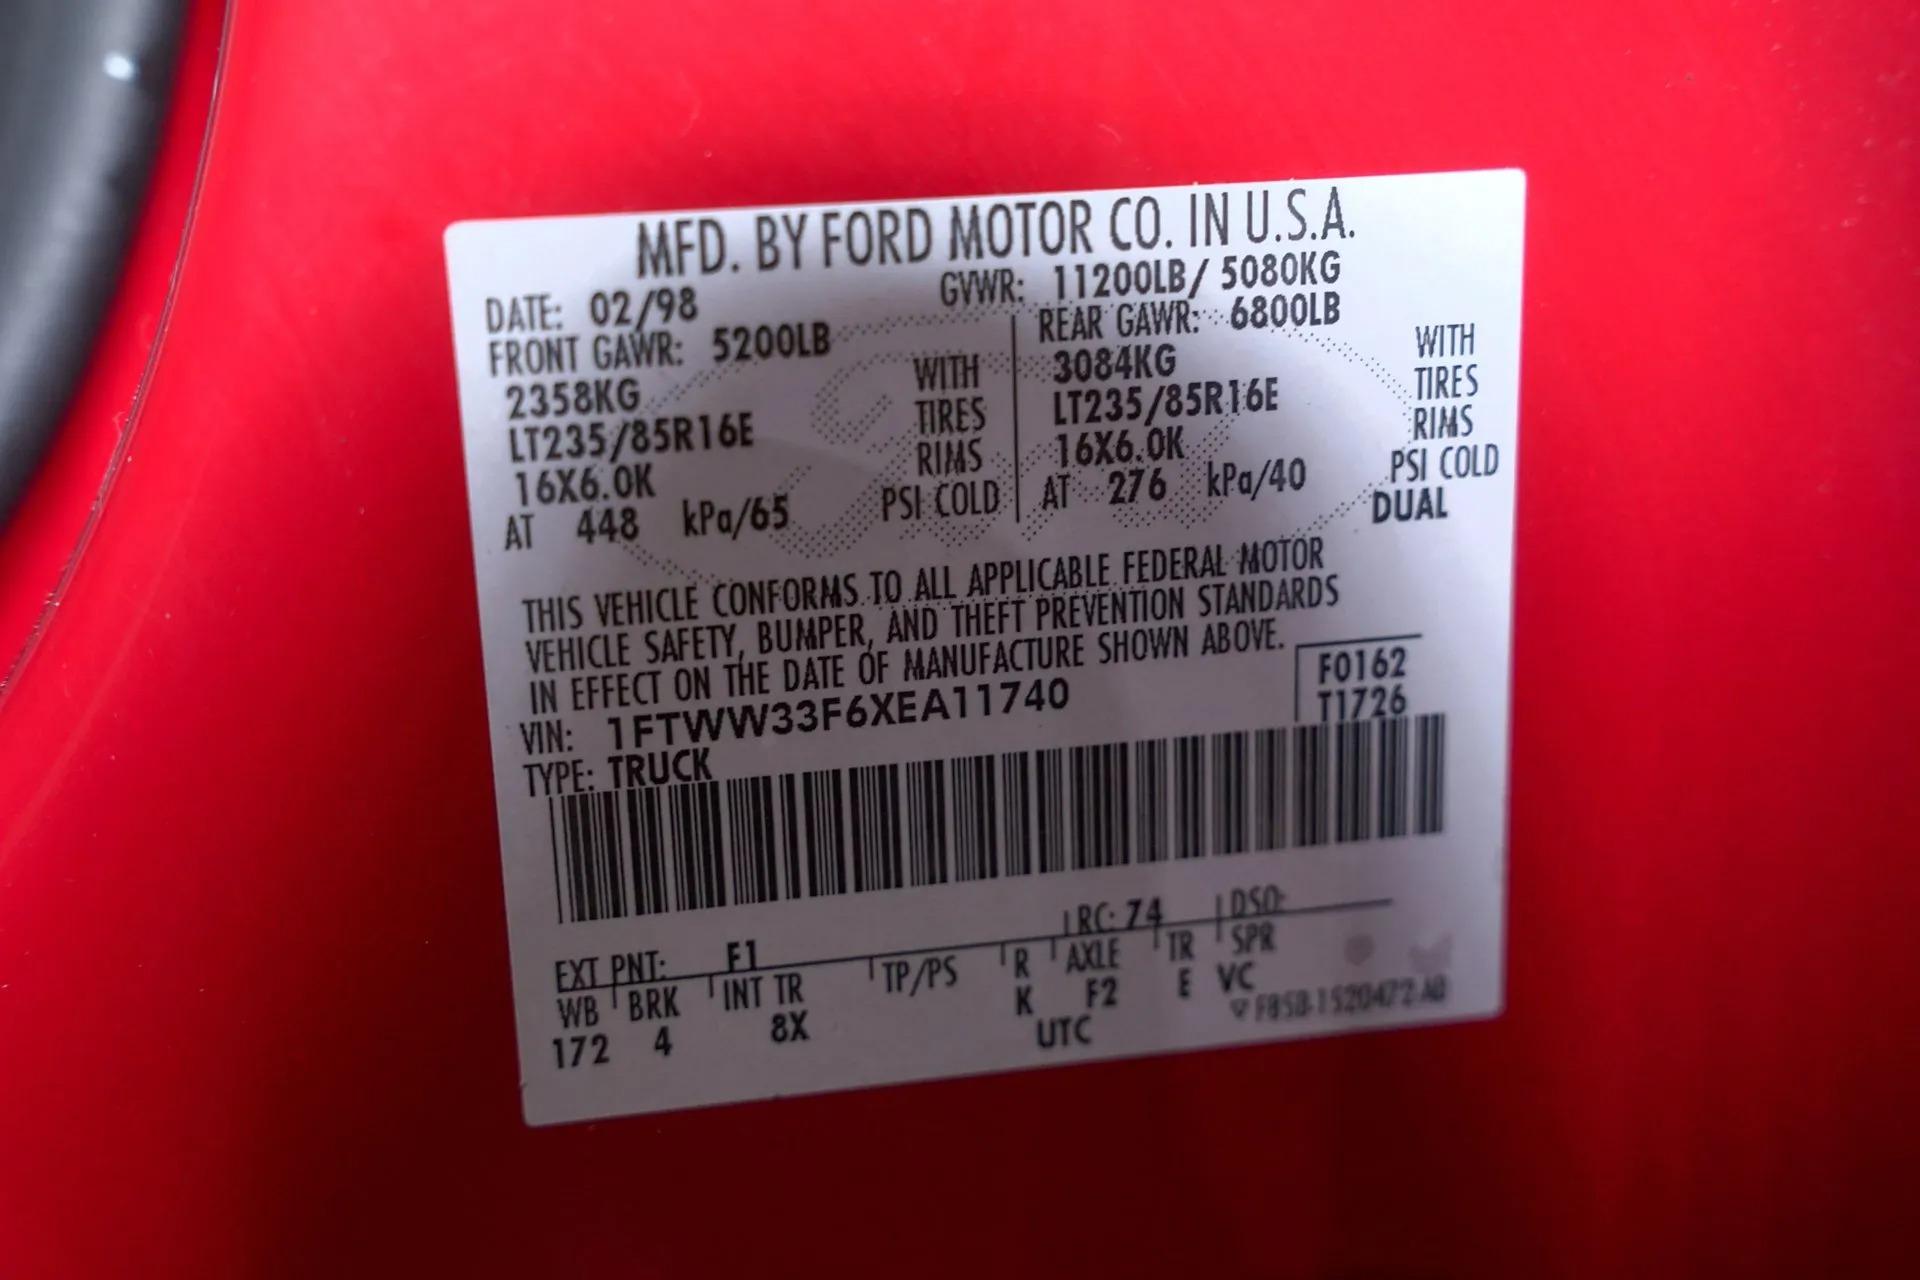 MFD. BY FORD MOTOR CO. IN U.S.A.
DATE: 02/98 GVWR: 11200LB/ 5080KG
FRONT GAWR: 5200LB
2358KG WITH
LT235/85R16E TIRES
16X6.0K RIMS
AT 448 kPa/65 PSI COLD
REAR GAWR: 6800LB
3084KG WITH
LT235/85R16E TIRES
16X6.0K RIMS
AT 276 kPa/40 PSI COLD
DUAL
THIS VEHICLE CONFORMS TO ALL APPLICABLE FEDERAL MOTOR
VEHICLE SAFETY, BUMPER, AND THEFT PREVENTION STANDARDS
IN EFFECT ON THE DATE OF MANUFACTURE SHOWN ABOVE.
VIN: 1FTWW33F6XEA11740
TYPE: TRUCK
F0162
T1726
EXT PNT: F1 RC: 74 DSO:
WB BRK INT TR TP/PS R AXLE TR SPR
172 4 8X K F2 E VC
UTC
F85B-1520472-AB